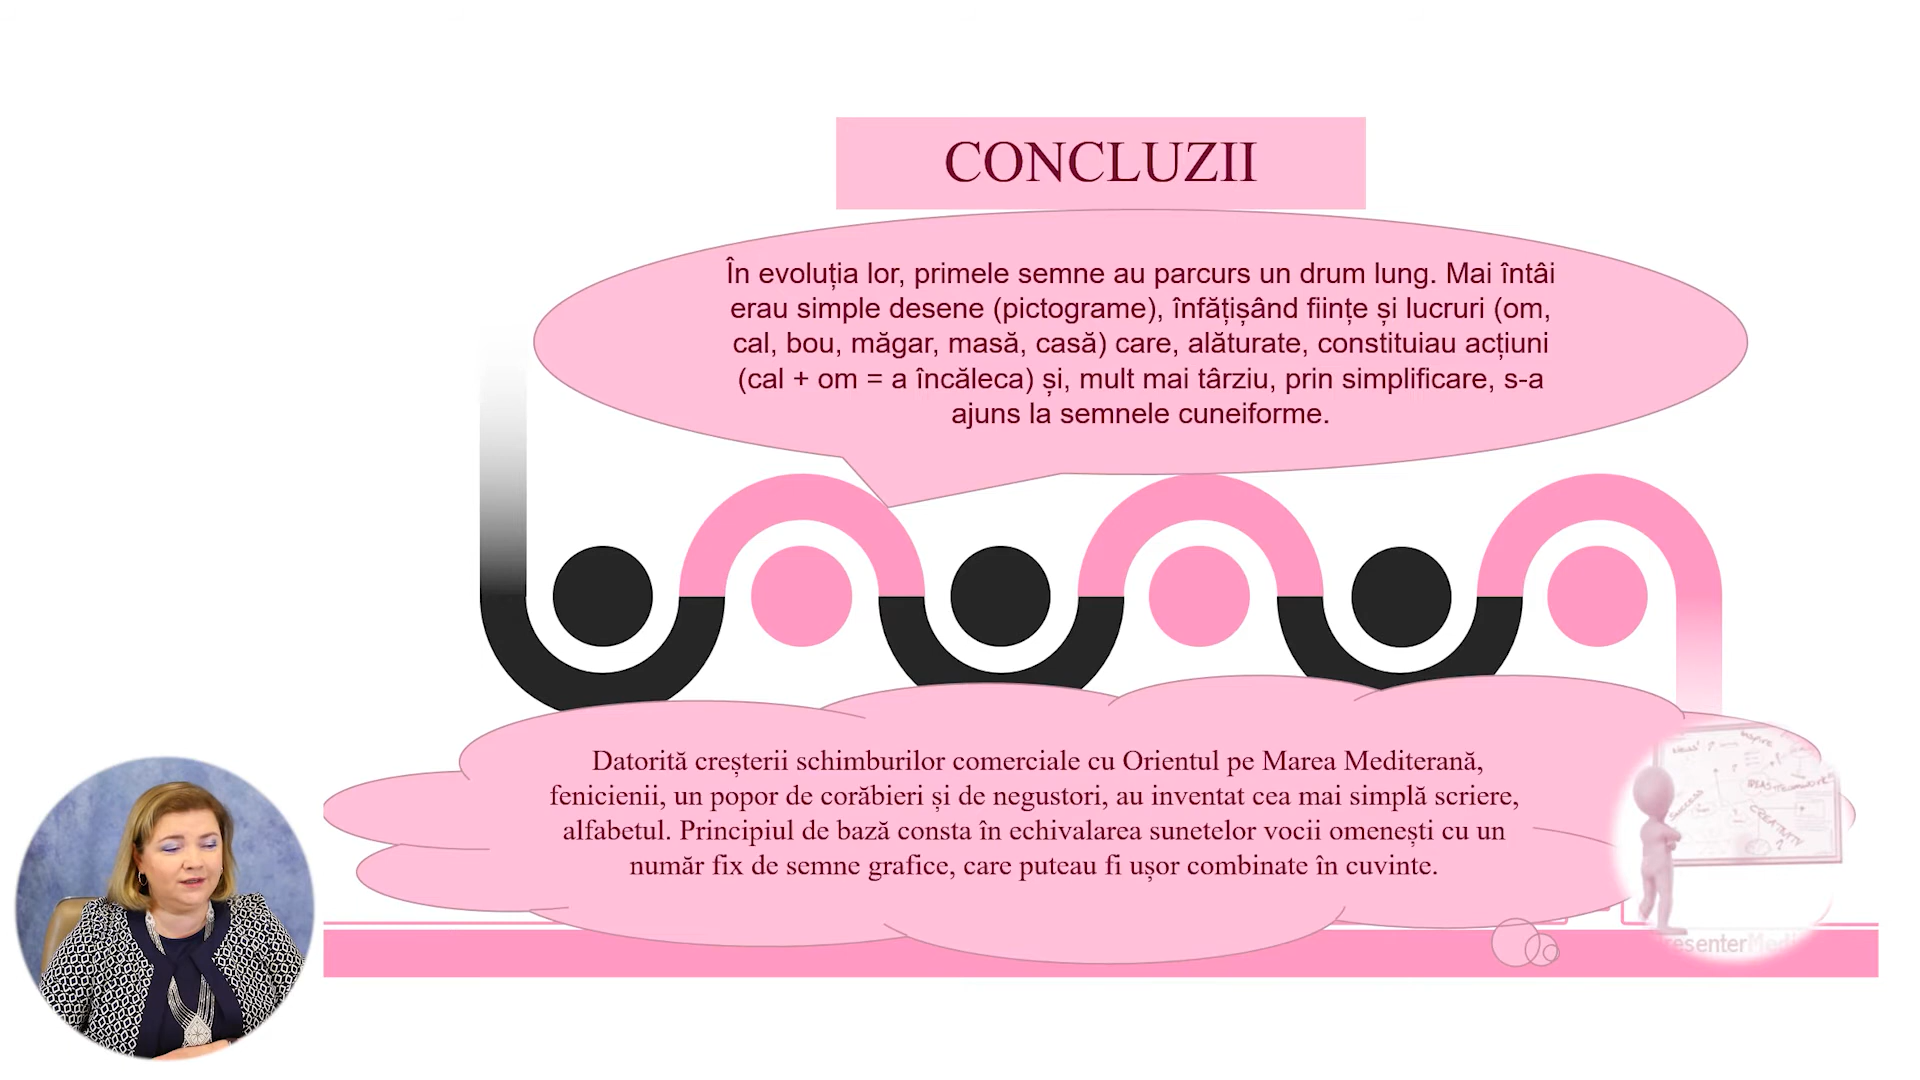 CONCLUZII
În evoluția lor, primele semne au parcurs un drum lung. Mai întâi
erau simple desene (pictograme), înfățișând ființe și lucruri (om,
cal, bou, măgar, masă, casă) care, alăturate, constituiau acțiuni
(cal + om = a încăleca) și, mult mai târziu, prin simplificare, s-a
ajuns la semnele cuneiforme.
Datorită creșterii schimburilor comerciale cu Orientul pe Marea Mediterană,
fenicienii, un popor de corăbieri și de negustori, au inventat cea mai simplă scriere,
alfabetul. Principiul de bază consta în echivalarea sunetelor vocii omenești cu un
număr fix de semne grafice, care puteau fi ușor combinate în cuvinte.